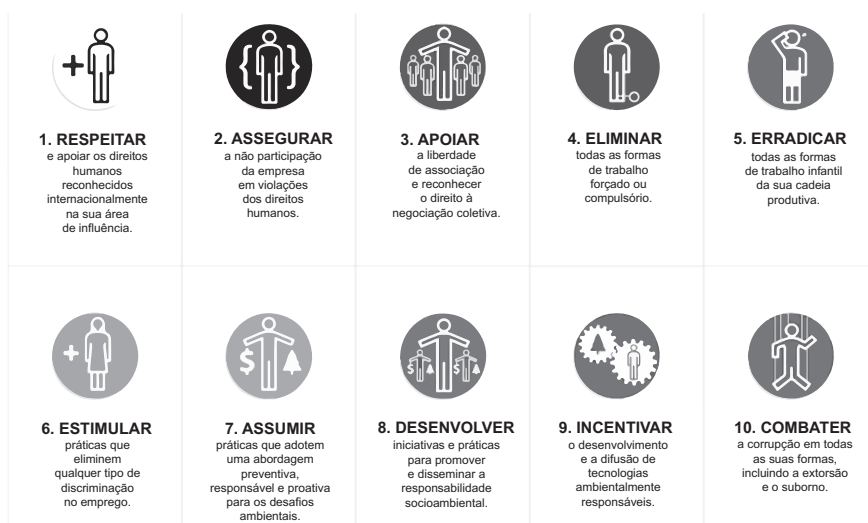 1. RESPEITAR
e apoiar os direitos
humanos
reconhecidos
internacionalmente
na sua área
de influência.
2. ASSEGURAR
a não participação
da empresa
em violações
dos direitos
humanos.
3. APOIAR
a liberdade
de associação
e reconhecer
o direito à
negociação coletiva.
4. ELIMINAR
todas as formas
de trabalho
forçado ou
compulsório.
5. ERRADICAR
todas as formas
de trabalho infantil
da sua cadeia
produtiva.
6. ESTIMULAR
práticas que
eliminem
qualquer tipo de
discriminação
no emprego.
7. ASSUMIR
práticas que adotem
uma abordagem
preventiva,
responsável e proativa
para os desafios
ambientais.
8. DESENVOLVER
iniciativas e práticas
para promover
e disseminar a
responsabilidade
socioambiental.
9. INCENTIVAR
o desenvolvimento
e a difusão de
tecnologias
ambientalmente
responsáveis.
10. COMBATER
a corrupção em todas
as suas formas,
incluindo a extorsão
e o suborno.